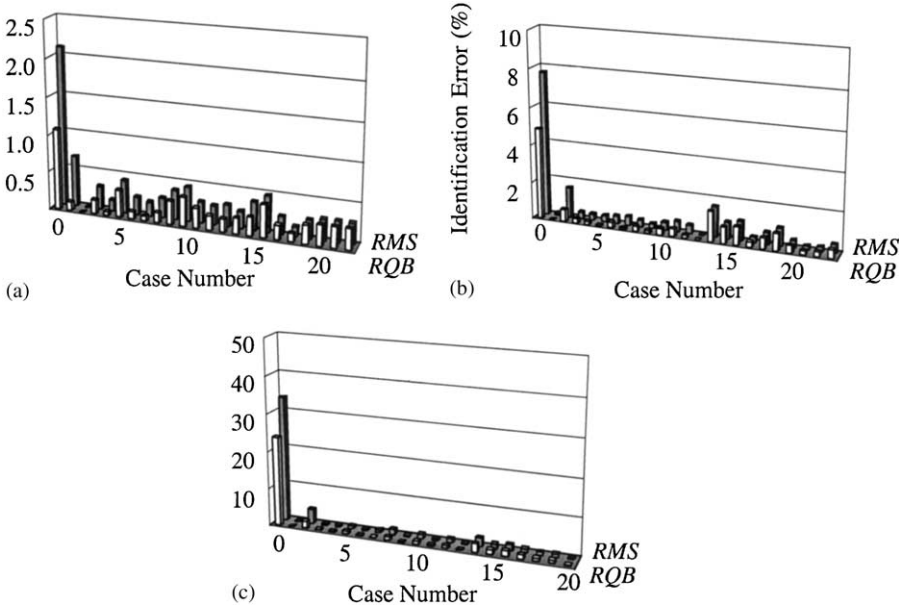 2.5
2.0
1.5
1.0
0.5
0 5 10 15 20
RMS
RQB
Case Number
(a)
Identification Error (%)
10
8
6
4
2
0 5 10 15 20
RMS
RQB
Case Number
(b)
50
40
30
20
10
0 5 10 15 20
RMS
RQB
Case Number
(c)